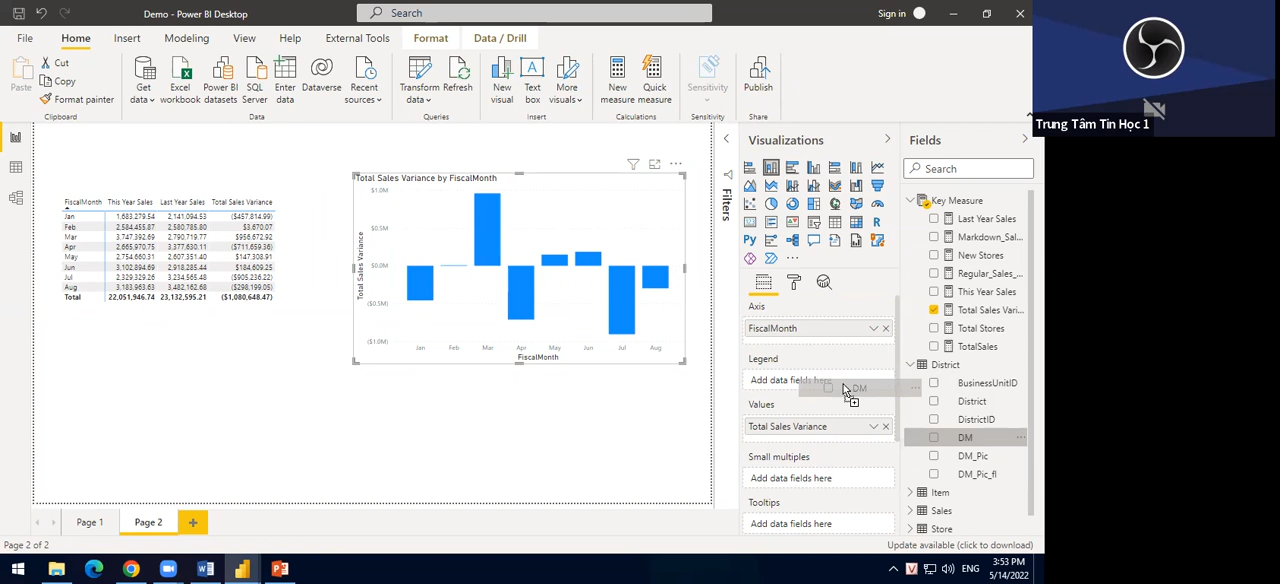 Demo - Power BI Desktop
Search
Sign in
File
Home
Insert
Modeling
View
Help
External Tools
Format
Data / Drill
Paste
Cut
Copy
Format painter
Clipboard
Get data
Excel workbook
Power BI datasets
SQL Server
Enter data
Dataverse
Recent sources
Data
Transform data
Refresh
Queries
New visual
Text box
More visuals
Insert
New measure
Quick measure
Calculations
Sensitivity
Sensitivity
Publish
Share
Trung Tâm Tin Học 1
FiscalMonth This Year Sales Last Year Sales Total Sales Variance
Jan 1,683,279.54 2,141,094.53 ($457,814.99)
Feb 2,584,455.87 2,580,785.80 $3,670.07
Mar 3,747,392.69 2,790,719.77 $956,672.92
Apr 2,665,970.75 3,377,630.11 ($711,659.36)
May 2,754,660.31 2,607,351.40 $147,308.91
Jun 3,102,894.69 2,918,285.44 $184,609.25
Jul 2,329,329.26 3,234,565.48 ($905,236.22)
Aug 3,183,963.63 3,482,162.68 ($298,199.05)
Total 22,051,946.74 23,132,595.21 ($1,080,648.47)
Total Sales Variance by FiscalMonth
$1.0M
$0.5M
$0.0M
($0.5M)
($1.0M)
Total Sales Variance
Jan Feb Mar Apr May Jun Jul Aug
FiscalMonth
Filters
Visualizations
R
Py
Axis
FiscalMonth
Legend
Add data fields here
DM
Values
Total Sales Variance
Small multiples
Add data fields here
Tooltips
Add data fields here
Fields
Search
Key Measure
Last Year Sales
Markdown_Sal...
New Stores
Regular_Sales_...
This Year Sales
Total Sales Vari...
Total Stores
TotalSales
District
BusinessUnitID
District
DistrictID
DM
DM_Pic
DM_Pic_fl
Item
Sales
Store
Page 1
Page 2
Page 2 of 2
Update available (click to download)
ENG
3:53 PM
5/14/2022